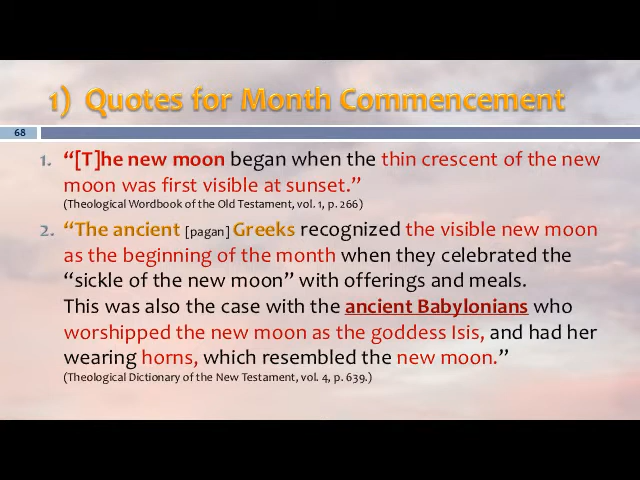 1) Quotes for Month Commencement
68
1. “[T]he new moon began when the thin crescent of the new
moon was first visible at sunset.”
(Theological Wordbook of the Old Testament, vol. 1, p. 266)
2. “The ancient [pagan] Greeks recognized the visible new moon
as the beginning of the month when they celebrated the
“sickle of the new moon” with offerings and meals.
This was also the case with the ancient Babylonians who
worshipped the new moon as the goddess Isis, and had her
wearing horns, which resembled the new moon.”
(Theological Dictionary of the New Testament, vol. 4, p. 639.)